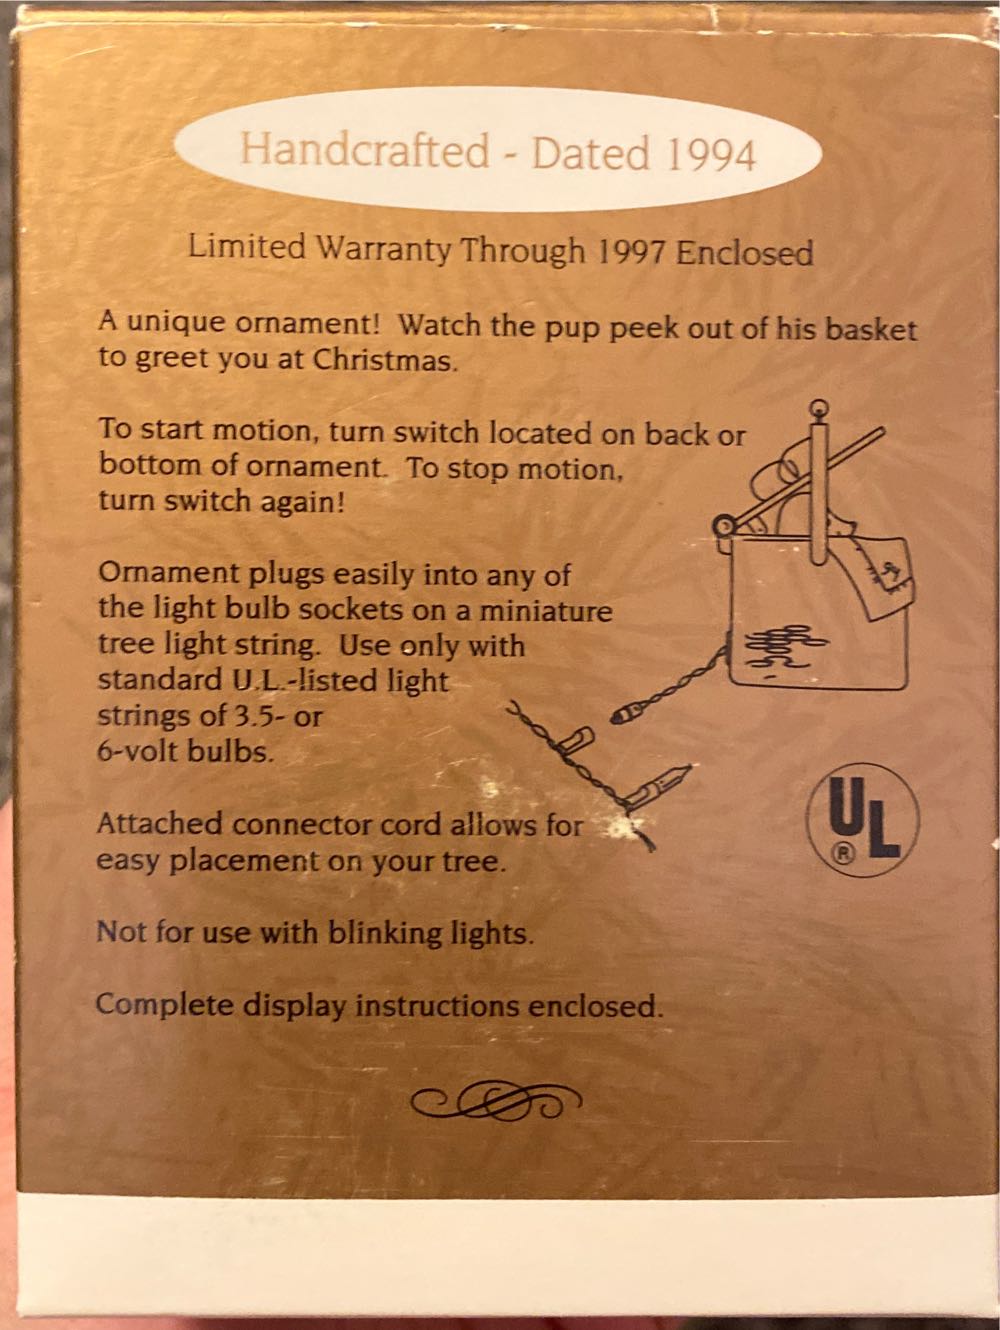 Handcrafted - Dated 1994
Limited Warranty Through 1997 Enclosed
A unique ornament! Watch the pup peek out of his basket
to greet you at Christmas.
To start motion, turn switch located on back or
bottom of ornament. To stop motion,
turn switch again!
Ornament plugs easily into any of
the light bulb sockets on a miniature
tree light string. Use only with
standard U.L.-listed light
strings of 3.5- or
6-volt bulbs.
Attached connector cord allows for
easy placement on your tree.
UL
®
Not for use with blinking lights.
Complete display instructions enclosed.